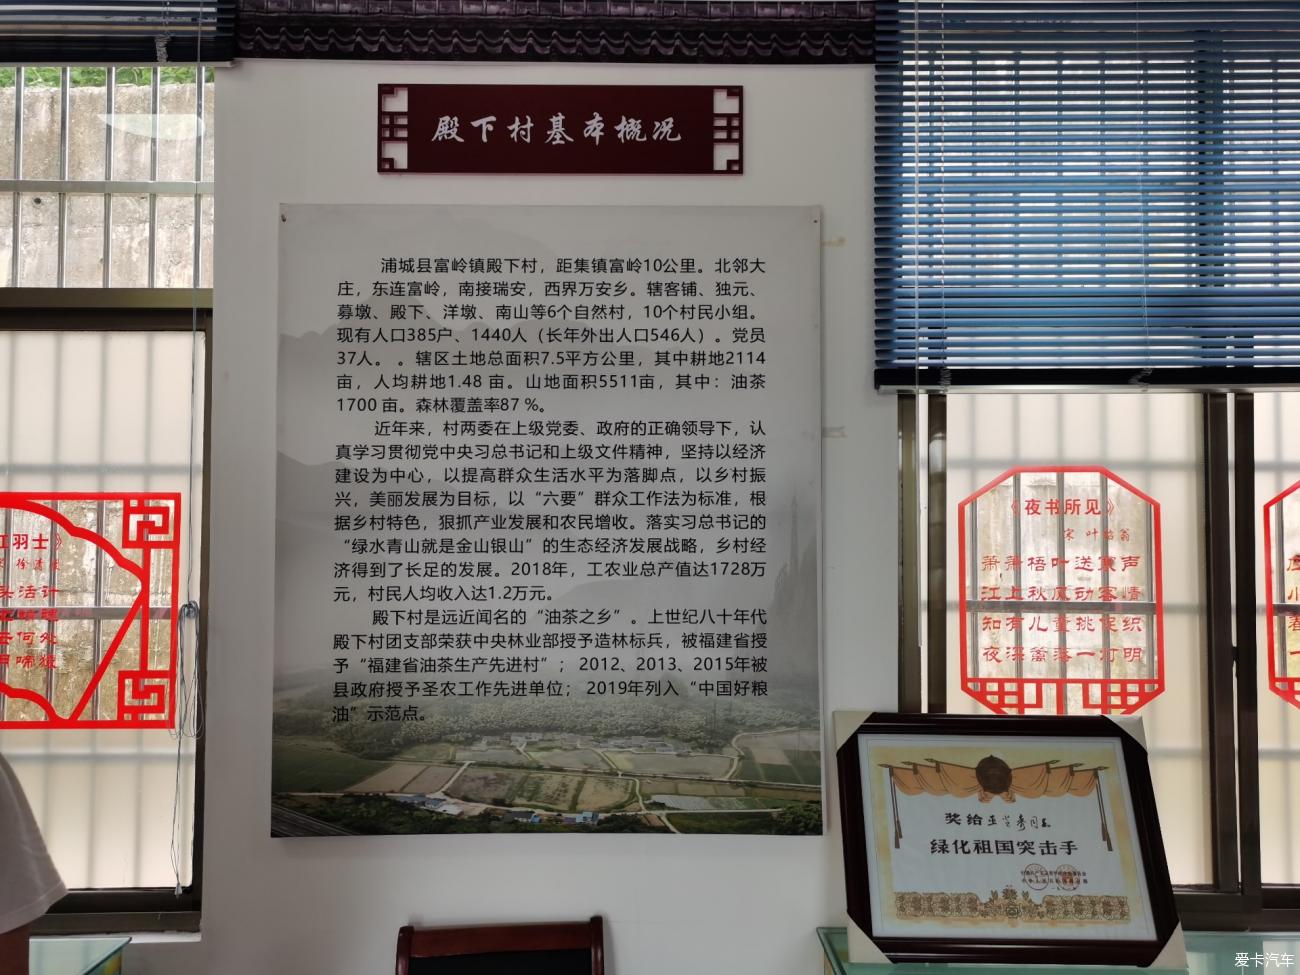 殿下村基本概况
浦城县富岭镇殿下村，距集镇富岭10公里。北邻大
庄，东连富岭，南接瑞安，西界万安乡。辖客铺、独元、
募墩、殿下、洋墩、南山等6个自然村，10个村民小组。
现有人口385户、1440人（长年外出人口546人）。党员
37人。 。辖区土地总面积7.5平方公里，其中耕地2114
亩，人均耕地1.48 亩。山地面积5511亩，其中：油茶
1700 亩。森林覆盖率87 %。
近年来，村两委在上级党委、政府的正确领导下，认
真学习贯彻党中央习总书记和上级文件精神，坚持以经济
建设为中心，以提高群众生活水平为落脚点，以乡村振
兴，美丽发展为目标，以“六要”群众工作法为标准，根
据乡村特色，狠抓产业发展和农民增收。落实习总书记的
“绿水青山就是金山银山”的生态经济发展战略，乡村经
济得到了长足的发展。2018年，工农业总产值达1728万
元，村民人均收入达1.2万元。
殿下村是远近闻名的“油茶之乡”。上世纪八十年代
殿下村团支部荣获中央林业部授予造林标兵，被福建省授
予“福建省油茶生产先进村”； 2012、2013、2015年被
县政府授予圣农工作先进单位； 2019年列入“中国好粮
油”示范点。
江羽士》
头活计
云何处
月啼猿
《夜书所见》
宋 叶绍翁
萧萧梧叶送寒声
江上秋风动客情
知有儿童挑促织
夜深篱落一灯明
奖给
同志
绿化祖国突击手
爱卡汽车